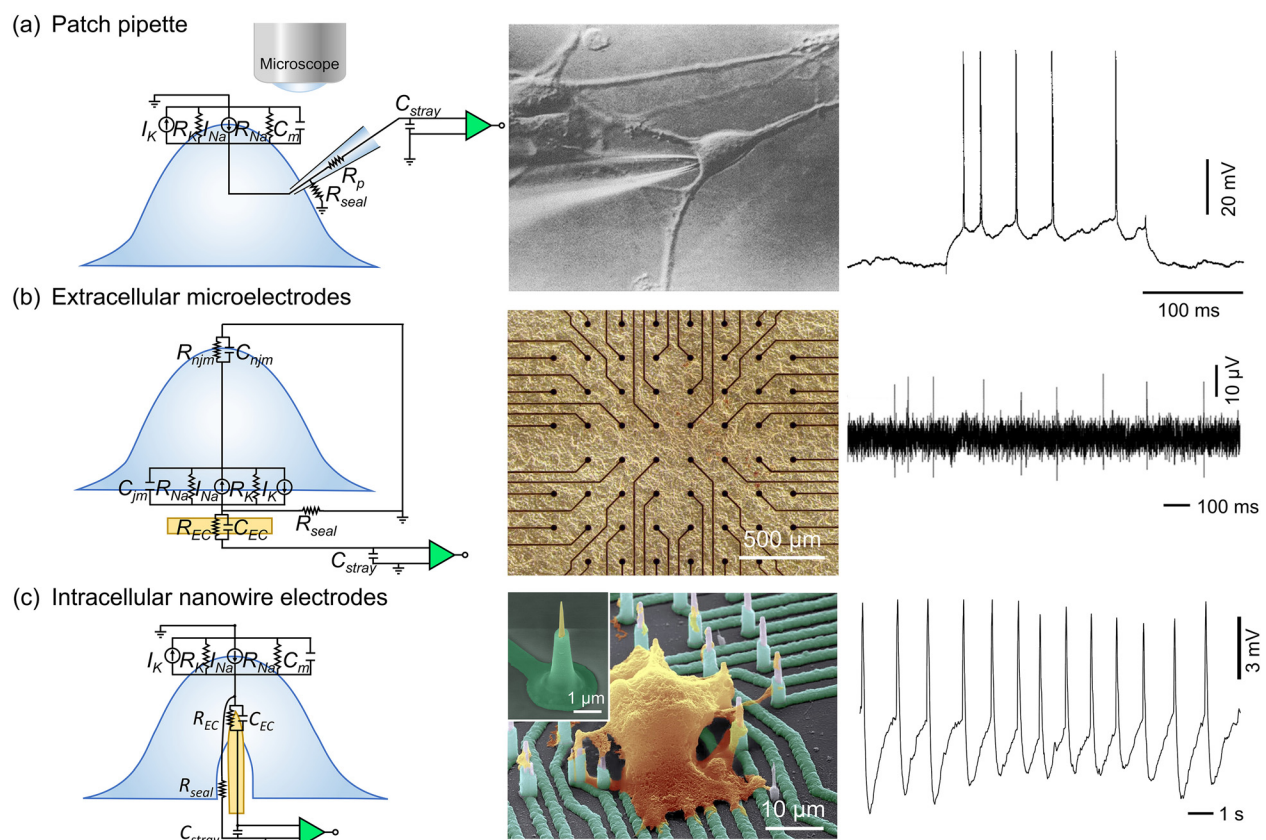 (a) Patch pipette
Microscope
I_K R_K I_Na R_Na C_m
C_stray
R_p
R_seal
20 mV
100 ms
(b) Extracellular microelectrodes
R_njm C_njm
C_jm R_Na I_Na R_K I_K
R_EC C_EC
R_seal
C_stray
500 µm
10 µV
100 ms
(c) Intracellular nanowire electrodes
I_K R_K I_Na R_Na C_m
R_EC C_EC
R_seal
C_stray
1 µm
10 µm
3 mV
1 s